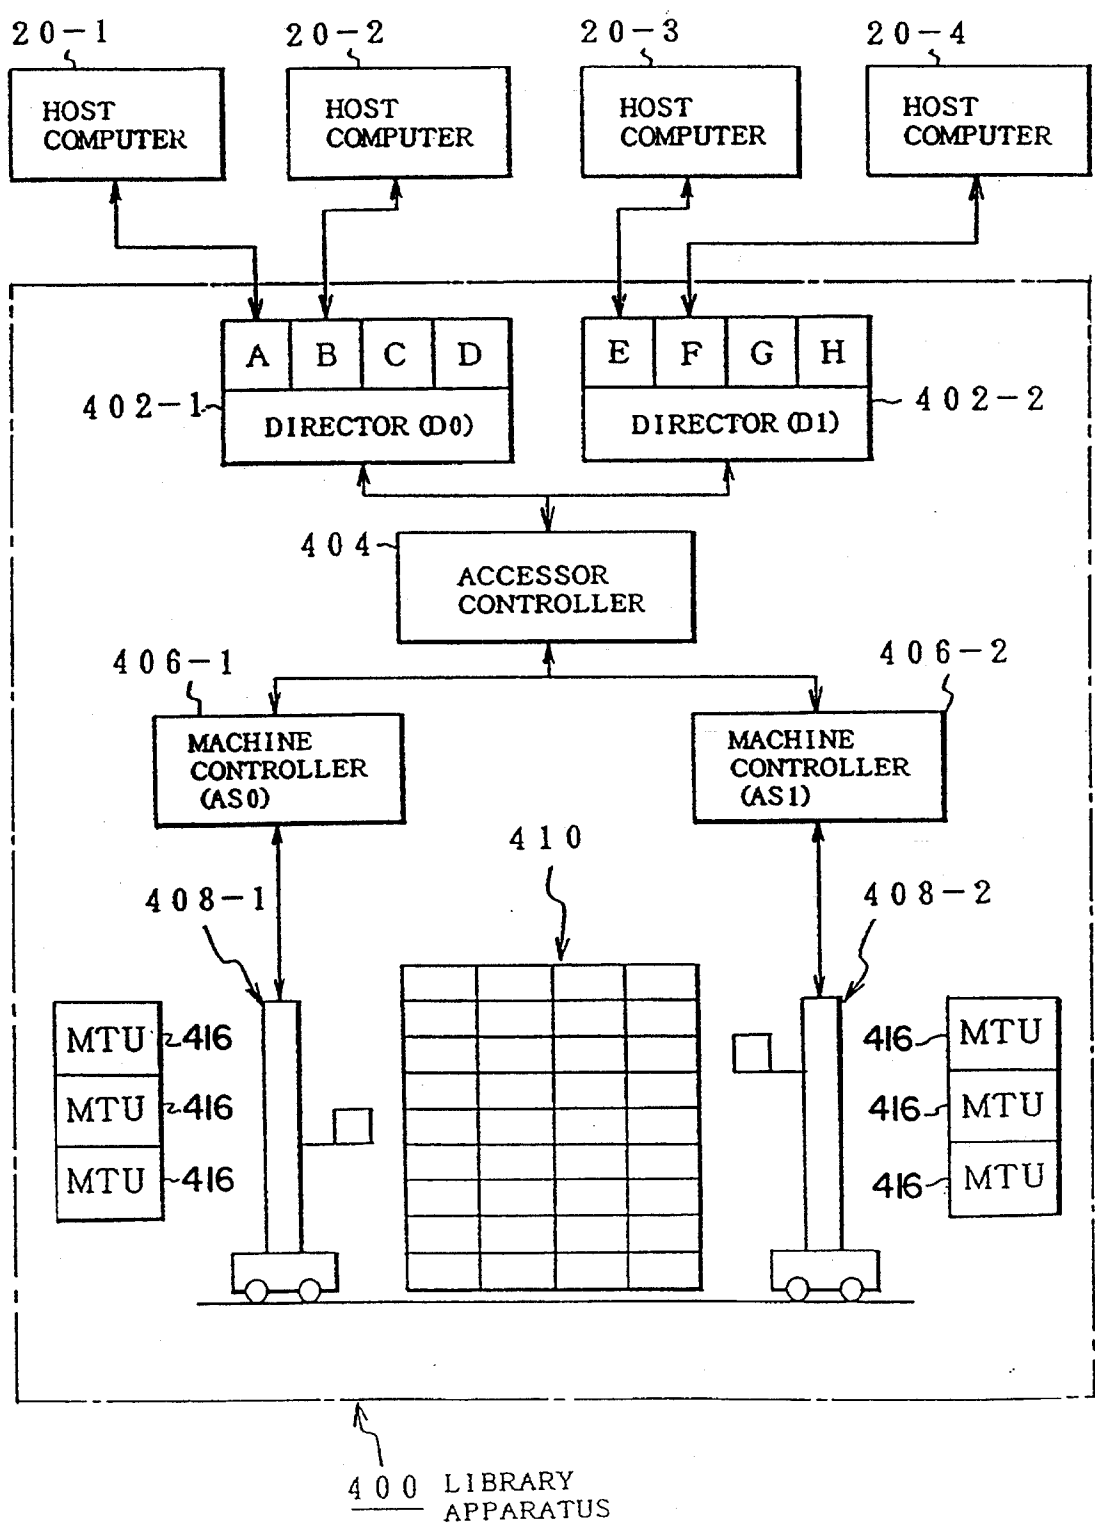 20-1
20-2
20-3
20-4
HOST
COMPUTER
HOST
COMPUTER
HOST
COMPUTER
HOST
COMPUTER
A
B
C
D
E
F
G
H
402-1
DIRECTOR (D0)
DIRECTOR (D1)
402-2
404
ACCESSOR
CONTROLLER
406-1
406-2
MACHINE
CONTROLLER
(AS0)
MACHINE
CONTROLLER
(AS1)
410
408-1
408-2
MTU
416
416
MTU
MTU
416
416
MTU
MTU
416
416
MTU
400
LIBRARY
APPARATUS